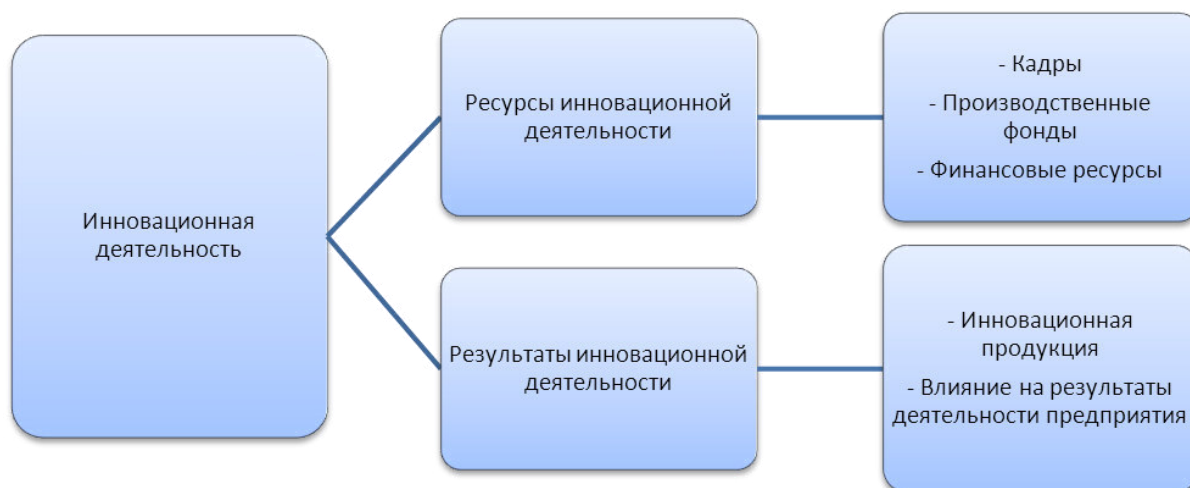 Инновационная
деятельность
Ресурсы инновационной
деятельности
- Кадры
- Производственные
фонды
- Финансовые ресурсы
Результаты инновационной
деятельности
- Инновационная
продукция
- Влияние на результаты
деятельности предприятия